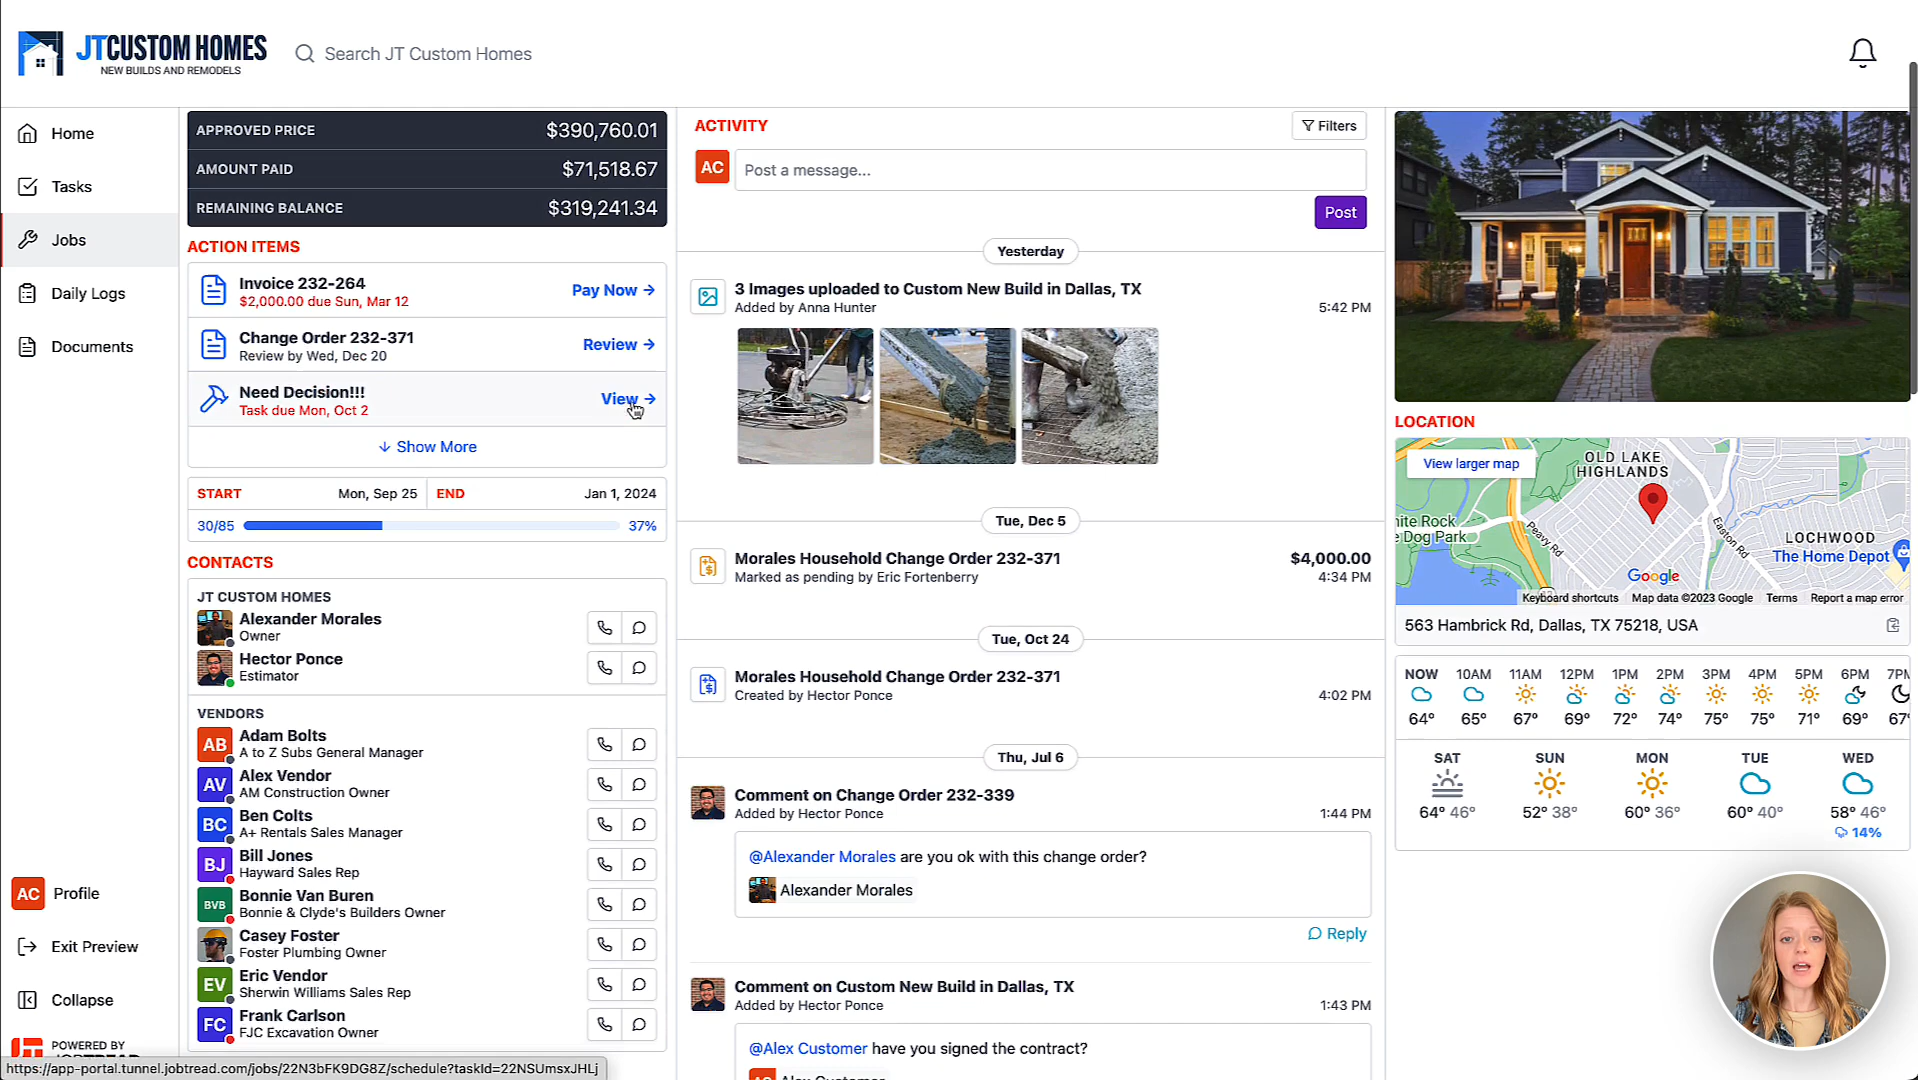 JTCUSTOM HOMES
NEW BUILDS AND REMODELS
Search JT Custom Homes
Home
Tasks
Jobs
Daily Logs
Documents
AC Profile
Exit Preview
Collapse
POWERED BY
JOBTREAD
APPROVED PRICE $390,760.01
AMOUNT PAID $71,518.67
REMAINING BALANCE $319,241.34
ACTION ITEMS
Invoice 232-264
$2,000.00 due Sun, Mar 12
Pay Now →
Change Order 232-371
Review by Wed, Dec 20
Review →
Need Decision!!!
Task due Mon, Oct 2
View →
↓ Show More
START Mon, Sep 25 END Jan 1, 2024
30/85 37%
CONTACTS
JT CUSTOM HOMES
Alexander Morales
Owner
Hector Ponce
Estimator
VENDORS
AB Adam Bolts
A to Z Subs General Manager
AV Alex Vendor
AM Construction Owner
BC Ben Colts
A+ Rentals Sales Manager
BJ Bill Jones
Hayward Sales Rep
BVB Bonnie Van Buren
Bonnie & Clyde's Builders Owner
Casey Foster
Foster Plumbing Owner
EV Eric Vendor
Sherwin Williams Sales Rep
FC Frank Carlson
FJC Excavation Owner
https://app-portal.tunnel.jobtread.com/jobs/22N3bFK9DG8Z/schedule?taskId=22NSUmsxJHLj
ACTIVITY
Filters
AC Post a message...
Post
Yesterday
3 Images uploaded to Custom New Build in Dallas, TX
Added by Anna Hunter 5:42 PM
Tue, Dec 5
Morales Household Change Order 232-371 $4,000.00
Marked as pending by Eric Fortenberry 4:34 PM
Tue, Oct 24
Morales Household Change Order 232-371
Created by Hector Ponce 4:02 PM
Thu, Jul 6
Comment on Change Order 232-339
Added by Hector Ponce 1:44 PM
@Alexander Morales are you ok with this change order?
Alexander Morales
Reply
Comment on Custom New Build in Dallas, TX
Added by Hector Ponce 1:43 PM
@Alex Customer have you signed the contract?
Alex Customer
LOCATION
View larger map
OLD LAKE
HIGHLANDS
hite Rock
e Dog Park
Peavy Rd
Easton Rd
LOCHWOOD
The Home Depot
Google
Keyboard shortcuts Map data ©2023 Google Terms Report a map error
563 Hambrick Rd, Dallas, TX 75218, USA
NOW 10AM 11AM 12PM 1PM 2PM 3PM 4PM 5PM 6PM 7PM
64° 65° 67° 69° 72° 74° 75° 75° 71° 69° 67°
SAT SUN MON TUE WED
64° 46° 52° 38° 60° 36° 60° 40° 58° 46°
14%